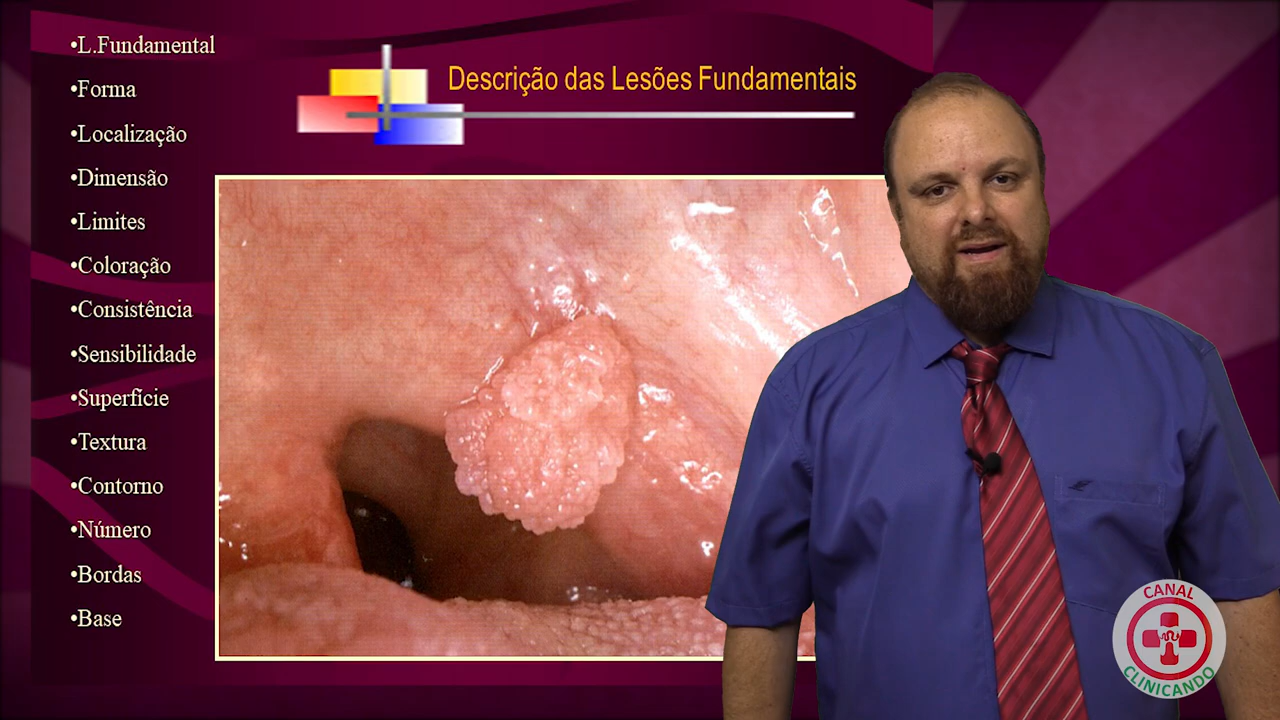 •L.Fundamental
•Forma
•Localização
•Dimensão
•Limites
•Coloração
•Consistência
•Sensibilidade
•Superfície
•Textura
•Contorno
•Número
•Bordas
•Base
Descrição das Lesões Fundamentais
CANAL
CLINICANDO